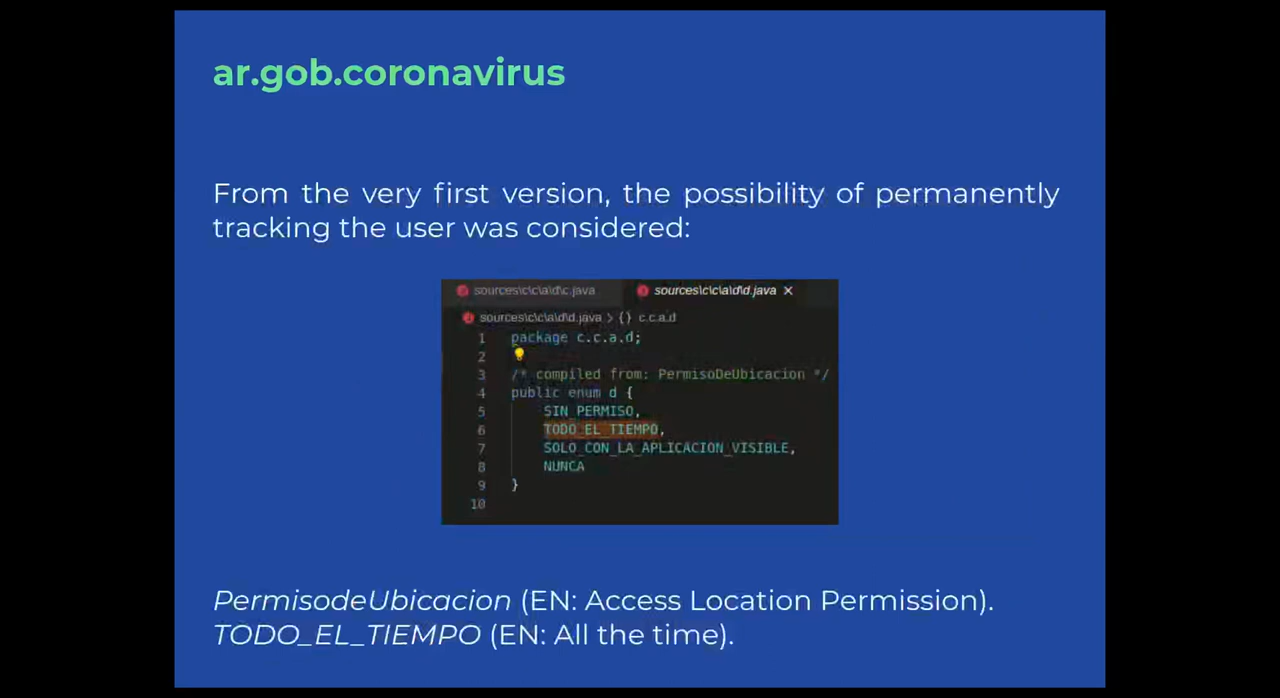 ar.gob.coronavirus
From the very first version, the possibility of permanently
tracking the user was considered:
sources\c\c\a\d\c.java sources\c\c\a\d\d.java ×
sources\c\c\a\d\d.java > {} c.c.a.d
1 package c.c.a.d;
2
3 /* compiled from: PermisoDeUbicacion */
4 public enum d {
5 SIN_PERMISO,
6 TODO_EL_TIEMPO,
7 SOLO_CON_LA_APLICACION_VISIBLE,
8 NUNCA
9 }
10
PermisodeUbicacion (EN: Access Location Permission).
TODO_EL_TIEMPO (EN: All the time).